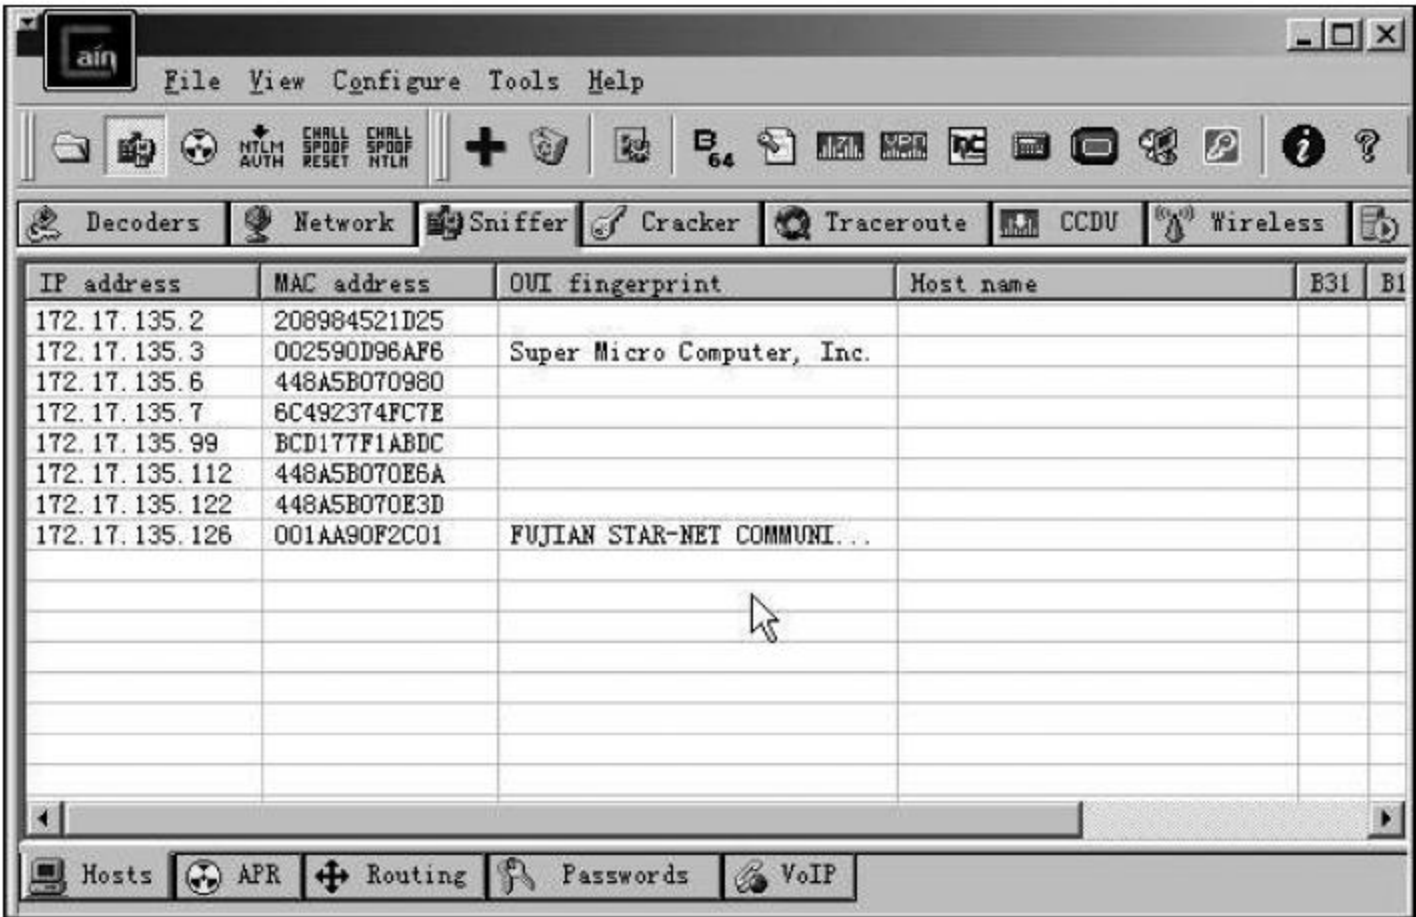 Cain
File View Configure Tools Help
NTLM AUTH CHALL SPOOF RESET CHALL SPOOF NTLM B64
Decoders Network Sniffer Cracker Traceroute CCDU Wireless
IP address MAC address OUI fingerprint Host name B31 B1
172.17.135.2 208984521D25
172.17.135.3 002590D96AF6 Super Micro Computer, Inc.
172.17.135.6 448A5B070980
172.17.135.7 6C492374FC7E
172.17.135.99 BCD177F1ABDC
172.17.135.112 448A5B070E6A
172.17.135.122 448A5B070E3D
172.17.135.126 001AA90F2C01 FUJIAN STAR-NET COMMUNI...
Hosts APR Routing Passwords VoIP